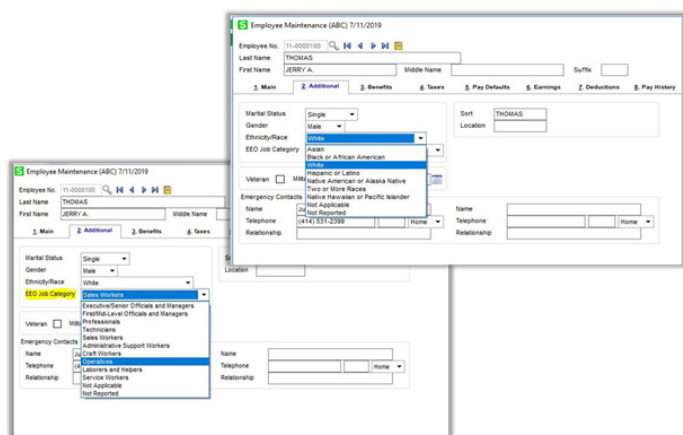 S Employee Maintenance (ABC) 7/11/2019
Employee No. 11-0000100
Last Name THOMAS
First Name JERRY A. Middle Name Suffix
1. Main 2. Additional 3. Benefits 4. Taxes 5. Pay Defaults 6. Earnings 7. Deductions 8. Pay History
Marital Status Single Sort THOMAS
Gender Male Location
Ethnicity/Race White
EEO Job Category Asian
Black or African American
White
Hispanic or Latino
Veteran Native American or Alaska Native
Two or More Races
Emergency Contacts Native Hawaiian or Pacific Islander
Not Applicable
Name Ju Not Reported Name
Telephone (414) 531-2399 Home Telephone Home
Relationship Relationship
S Employee Maintenance (ABC) 7/11/2019
Employee No. 11-0000100
Last Name THOMAS
First Name JERRY A. Middle Name
1. Main 2. Additional 3. Benefits 4. Taxes
Marital Status Single
Gender Male Location
Ethnicity/Race White
EEO Job Category Sales Workers
Executive/Senior Officials and Managers
First/Mid-Level Officials and Managers
Veteran Professionals
Technicians
Sales Workers
Emergency Contacts Administrative Support Workers
Name Ju Craft Workers Name
Telephone (4 Operatives Telephone Home
Laborers and Helpers
Relationship Service Workers Relationship
Not Applicable
Not Reported